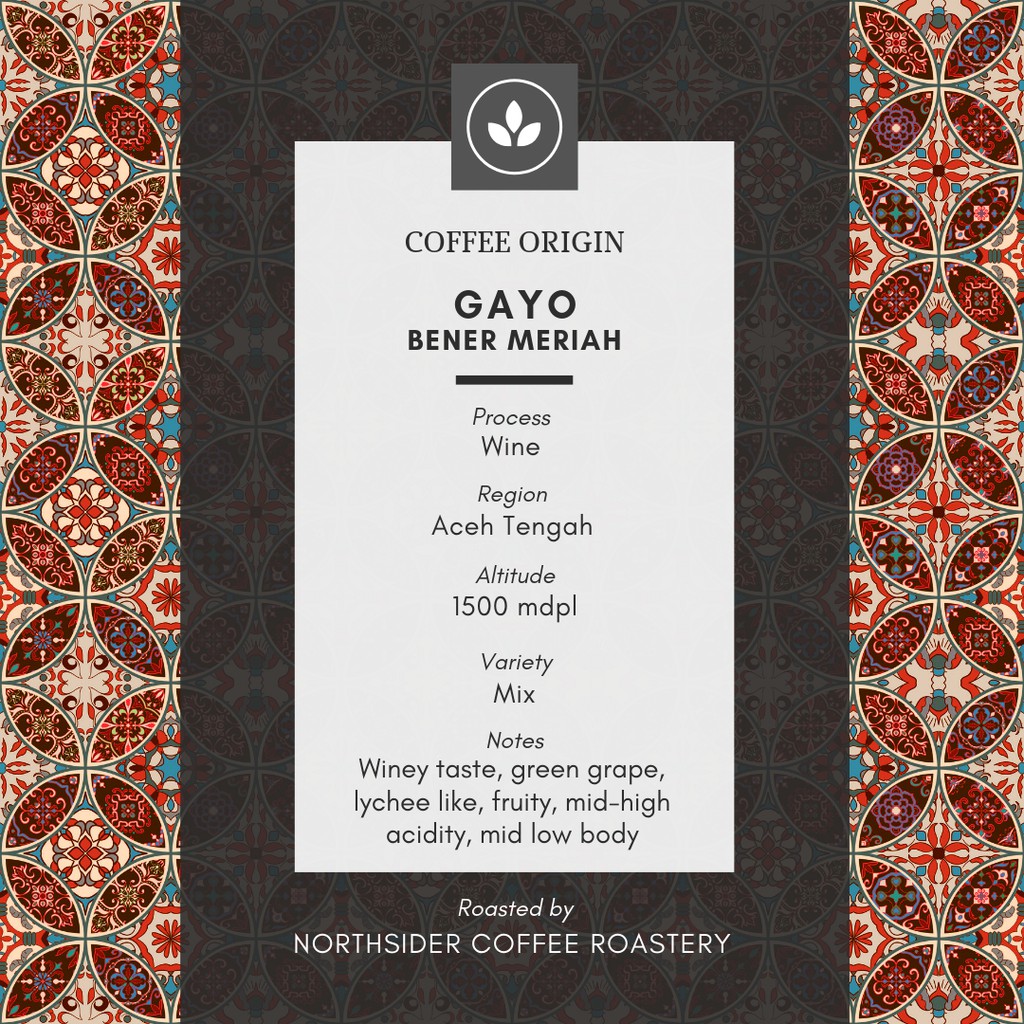 COFFEE ORIGIN
GAYO
BENER MERIAH
Process
Wine
Region
Aceh Tengah
Altitude
1500 mdpl
Variety
Mix
Notes
Winey taste, green grape,
lychee like, fruity, mid-high
acidity, mid low body
Roasted by
NORTHSIDER COFFEE ROASTERY